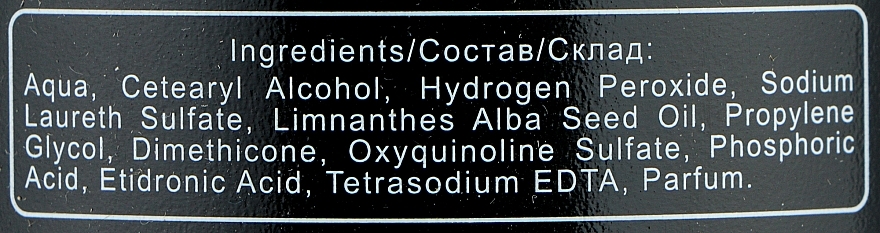 Ingredients/Состав/Склад:
Aqua, Cetearyl Alcohol, Hydrogen Peroxide, Sodium
Laureth Sulfate, Limnanthes Alba Seed Oil, Propylene
Glycol, Dimethicone, Oxyquinoline Sulfate, Phosphoric
Acid, Etidronic Acid, Tetrasodium EDTA, Parfum.